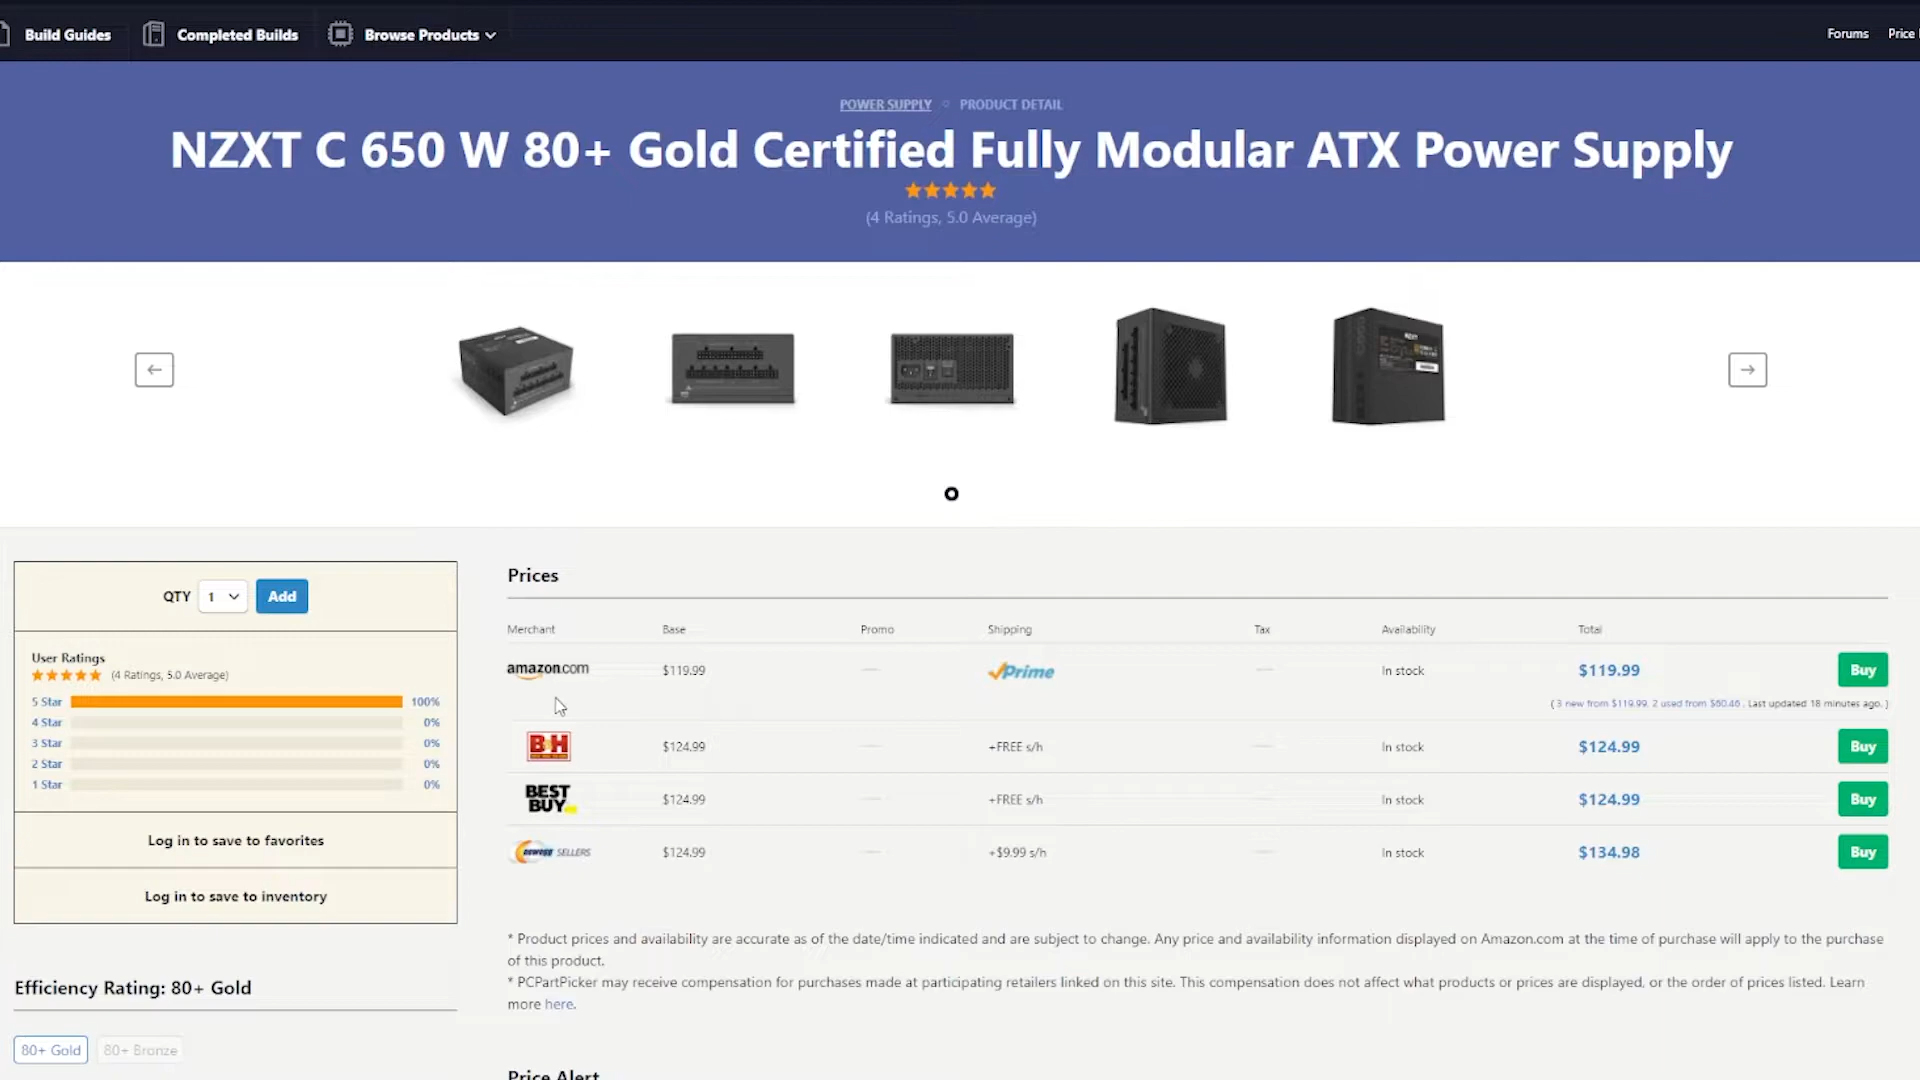 Build Guides
Completed Builds
Browse Products
Forums
Price
POWER SUPPLY
PRODUCT DETAIL
NZXT C 650 W 80+ Gold Certified Fully Modular ATX Power Supply
(4 Ratings, 5.0 Average)
QTY 1 Add
User Ratings
(4 Ratings, 5.0 Average)
5 Star 100%
4 Star 0%
3 Star 0%
2 Star 0%
1 Star 0%
Log in to save to favorites
Log in to save to inventory
Efficiency Rating: 80+ Gold
80+ Gold 80+ Bronze
Prices
Merchant Base Promo Shipping Tax Availability Total
amazon.com $119.99 — Prime — In stock $119.99 Buy
( 3 new from $119.99, 2 used from $60.46 . Last updated 18 minutes ago. )
B&H $124.99 — +FREE s/h — In stock $124.99 Buy
BEST BUY $124.99 — +FREE s/h — In stock $124.99 Buy
newegg SELLERS $124.99 — +$9.99 s/h — In stock $134.98 Buy
* Product prices and availability are accurate as of the date/time indicated and are subject to change. Any price and availability information displayed on Amazon.com at the time of purchase will apply to the purchase
of this product.
* PCPartPicker may receive compensation for purchases made at participating retailers linked on this site. This compensation does not affect what products or prices are displayed, or the order of prices listed. Learn
more here.
Price Alert